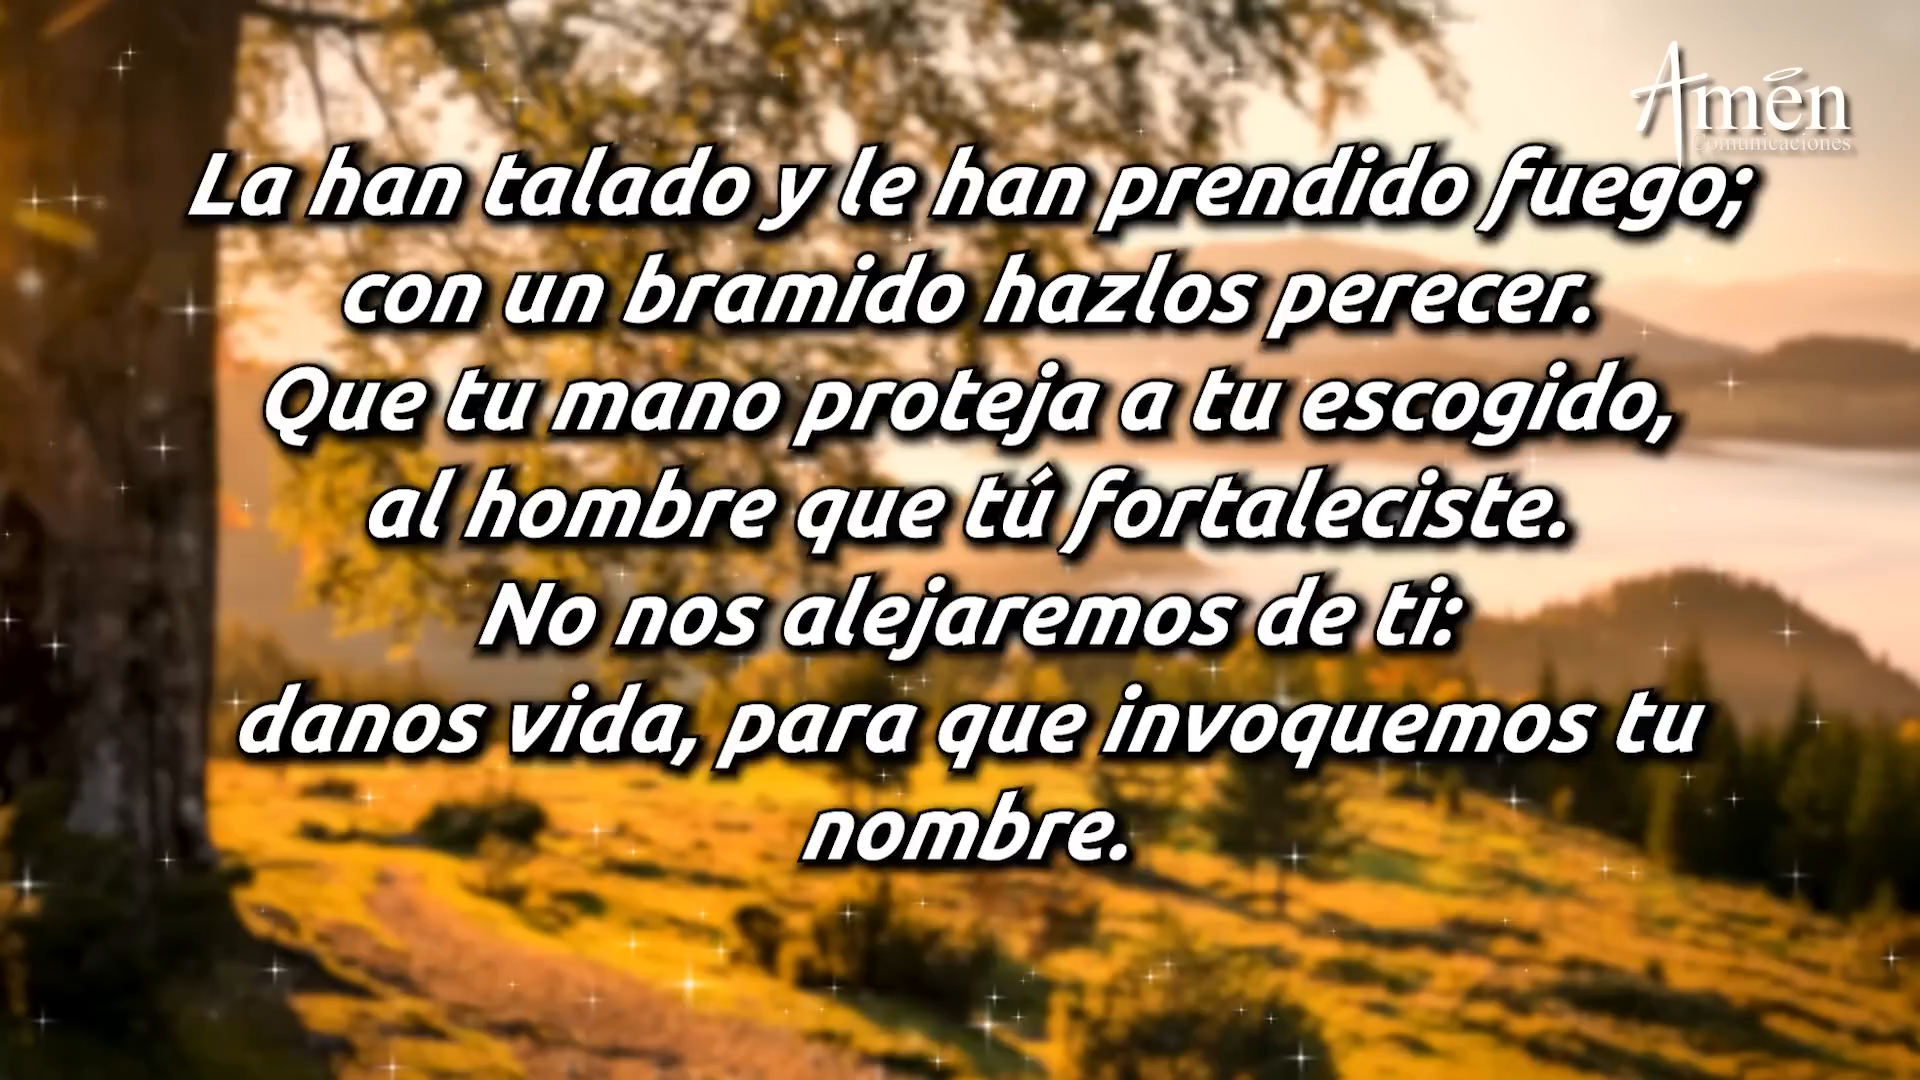 Amén
Comunicaciones
La han talado y le han prendido fuego;
con un bramido hazlos perecer.
Que tu mano proteja a tu escogido,
al hombre que tú fortaleciste.
No nos alejaremos de ti:
danos vida, para que invoquemos tu
nombre.